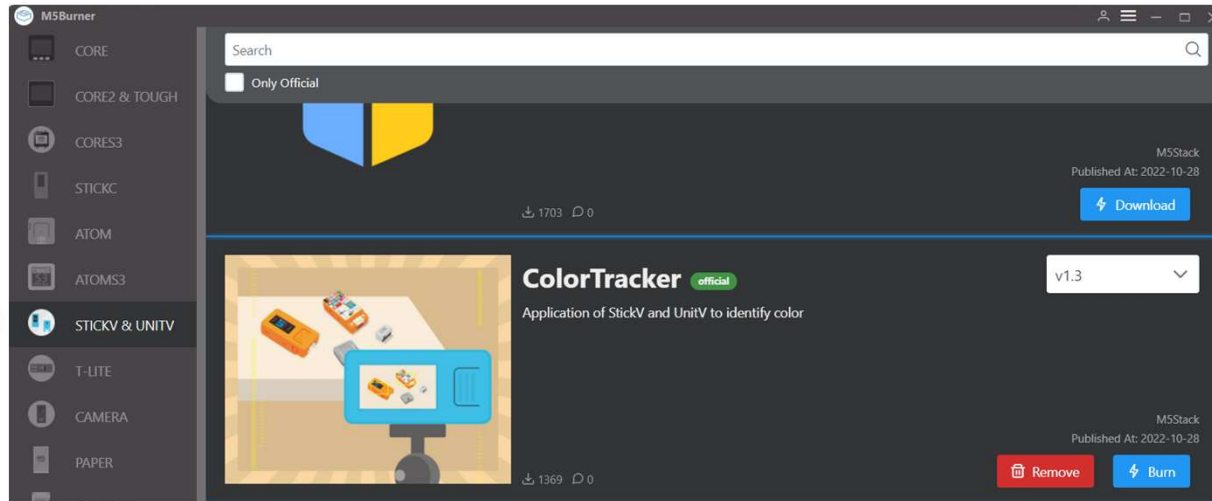 M5Burner
CORE
CORE2 & TOUGH
CORES3
STICKC
ATOM
ATOMS3
STICKV & UNITV
T-LITE
CAMERA
PAPER
Search
Only Official
M5Stack
Published At: 2022-10-28
1703 0
Download
ColorTracker official
v1.3
Application of StickV and UnitV to identify color
M5Stack
Published At: 2022-10-28
1369 0
Remove
Burn